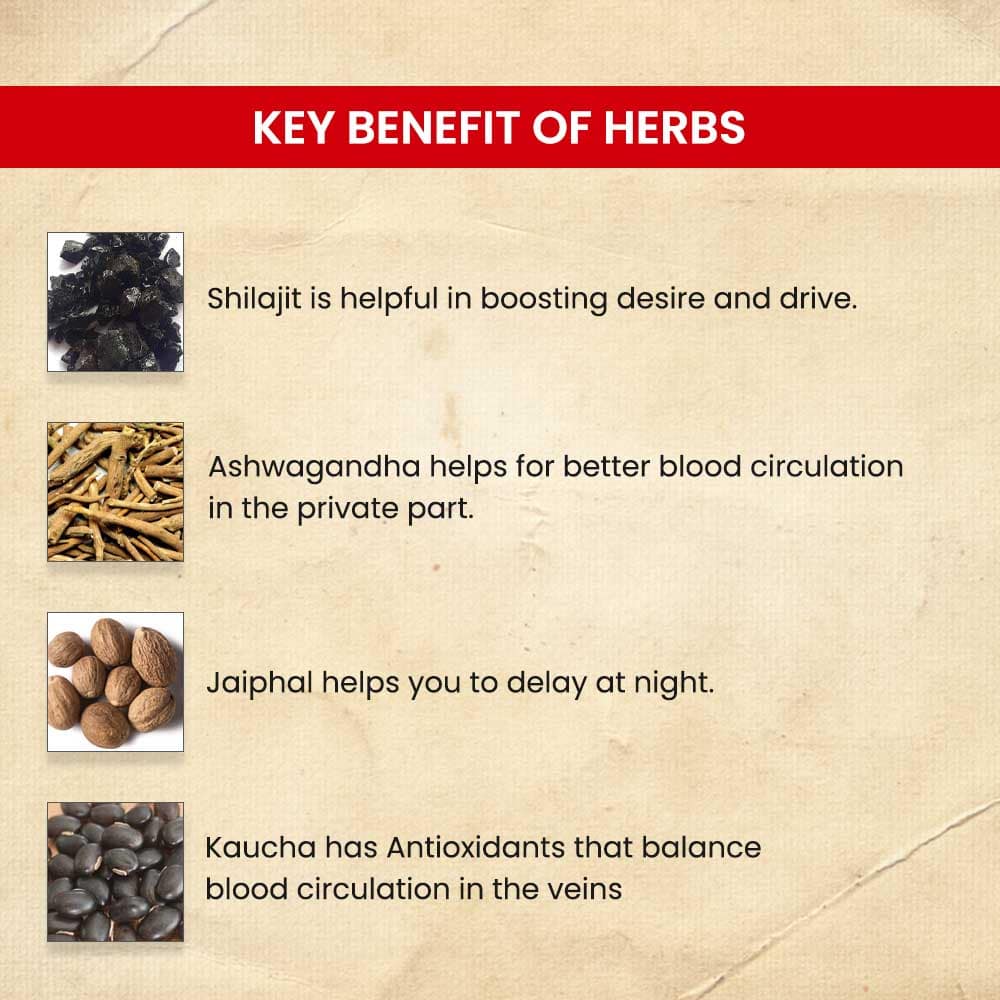 KEY BENEFIT OF HERBS
Shilajit is helpful in boosting desire and drive.
Ashwagandha helps for better blood circulation
in the private part.
Jaiphal helps you to delay at night.
Kaucha has Antioxidants that balance
blood circulation in the veins